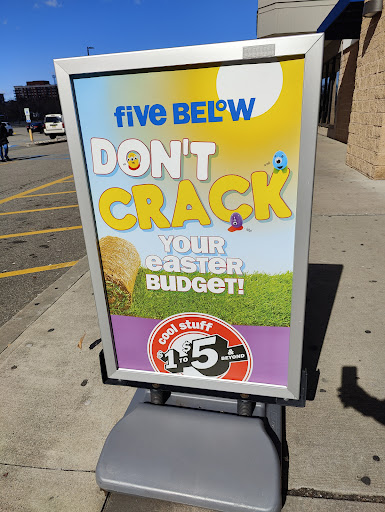 five BELOW
DON'T
CRACK
YOUR
easter
BUDGET!
cool stuff
$1 TO $5 & BEYOND